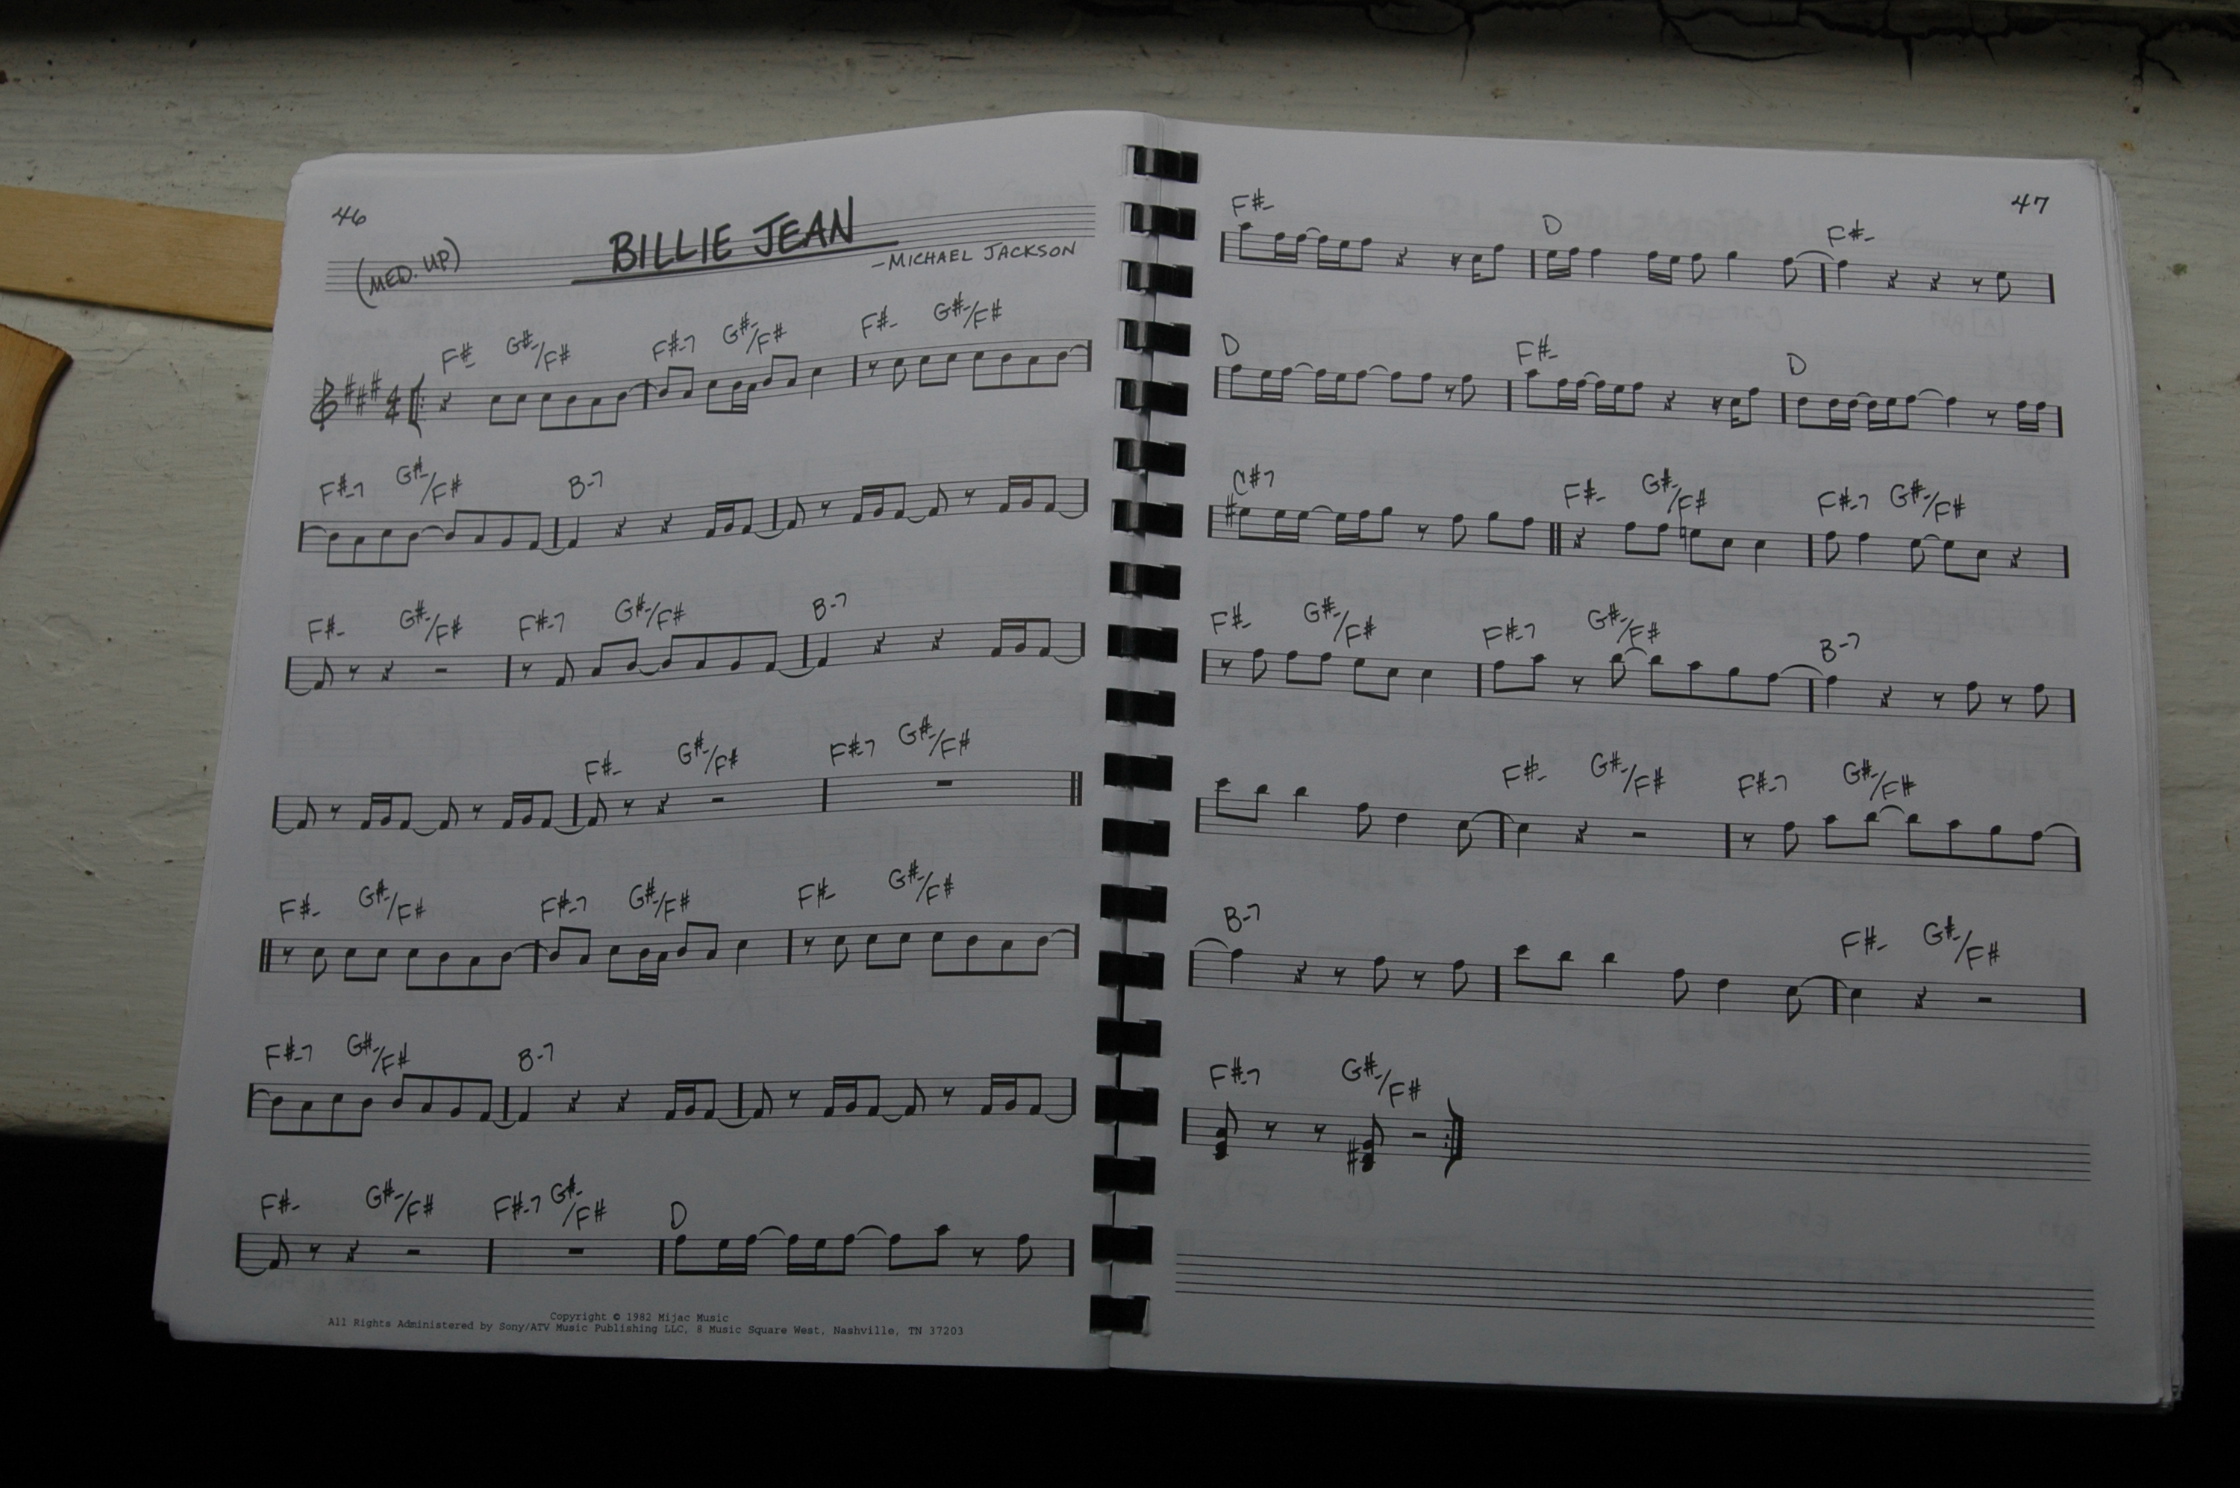 46
BILLIE JEAN
(MED. UP)
-MICHAEL JACKSON
F# G#-/F# F#-7 G#-/F# F#- G#-/F#
F#-7 G#-/F# B-7
F#- G#-/F# F#-7 G#-/F# B-7
F#- G#-/F# F#-7 G#-/F#
F#- G#-/F# F#-7 G#-/F# F#- G#-/F#
F#-7 G#-/F# B-7
F#- G#-/F# F#-7 G#-/F# D
Copyright © 1982 Mijac Music
All Rights Administered by Sony/ATV Music Publishing LLC, 8 Music Square West, Nashville, TN 37203
47
F#- D F#-
D F#- D
C#7 F#- G#-/F# F#-7 G#-/F#
F#- G#-/F# F#-7 G#-/F# B-7
F#- G#-/F# F#-7 G#-/F#
B-7 F#- G#-/F#
F#-7 G#-/F#